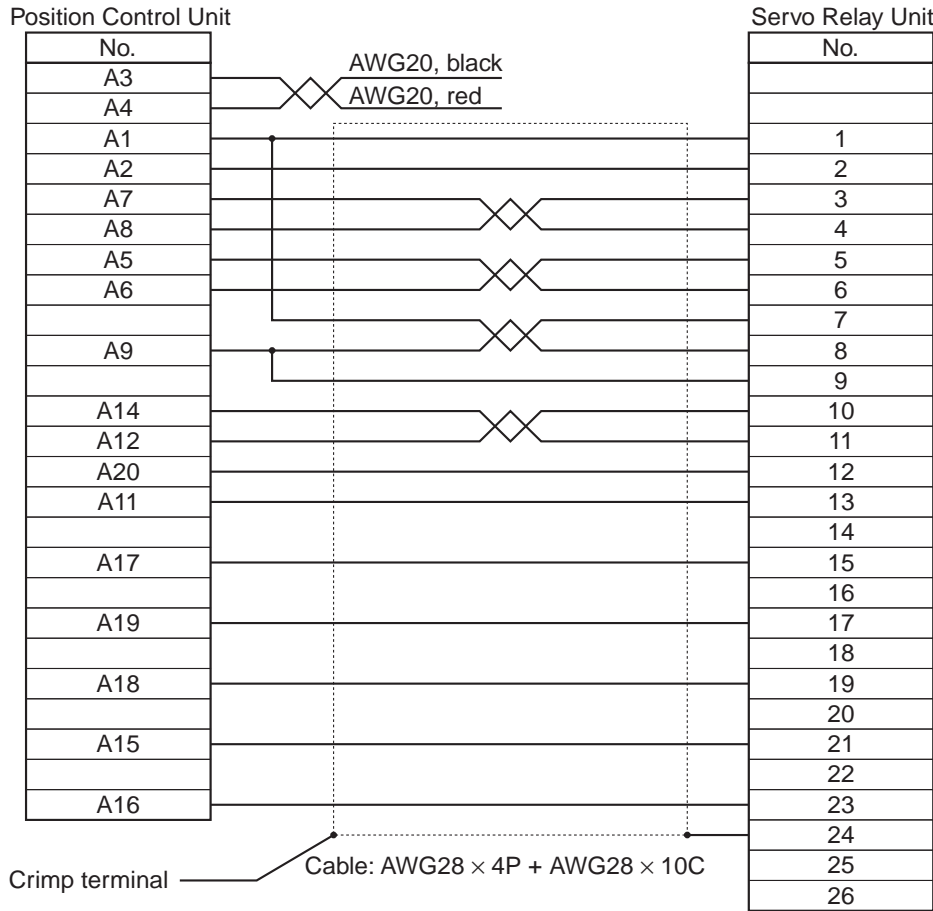 Position Control Unit Servo Relay Unit
No. No.
A3 AWG20, black
A4 AWG20, red
A1 1
A2 2
A7 3
A8 4
A5 5
A6 6
7
A9 8
9
A14 10
A12 11
A20 12
A11 13
14
A17 15
16
A19 17
18
A18 19
20
A15 21
22
A16 23
24
Crimp terminal Cable: AWG28 × 4P + AWG28 × 10C 25
26